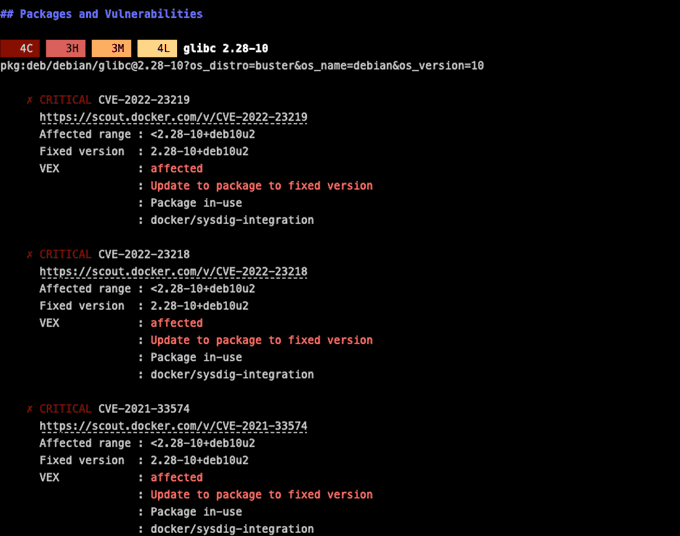 ## Packages and Vulnerabilities
4C 3H 3M 4L glibc 2.28-10
pkg:deb/debian/glibc@2.28-10?os_distro=buster&os_name=debian&os_version=10
✗ CRITICAL CVE-2022-23219
https://scout.docker.com/v/CVE-2022-23219
Affected range : <2.28-10+deb10u2
Fixed version : 2.28-10+deb10u2
VEX : affected
: Update to package to fixed version
: Package in-use
: docker/sysdig-integration
✗ CRITICAL CVE-2022-23218
https://scout.docker.com/v/CVE-2022-23218
Affected range : <2.28-10+deb10u2
Fixed version : 2.28-10+deb10u2
VEX : affected
: Update to package to fixed version
: Package in-use
: docker/sysdig-integration
✗ CRITICAL CVE-2021-33574
https://scout.docker.com/v/CVE-2021-33574
Affected range : <2.28-10+deb10u2
Fixed version : 2.28-10+deb10u2
VEX : affected
: Update to package to fixed version
: Package in-use
: docker/sysdig-integration